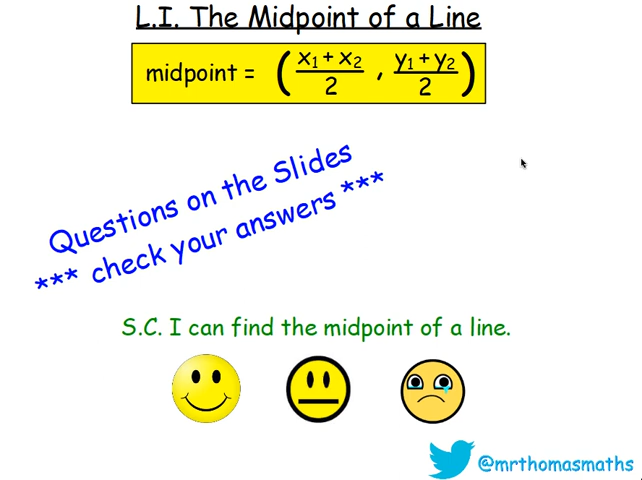 L.I. The Midpoint of a Line
midpoint = ( x₁ + x₂ / 2 , y₁ + y₂ / 2 )
Questions on the Slides
*** check your answers ***
S.C. I can find the midpoint of a line.
@mrthomasmaths